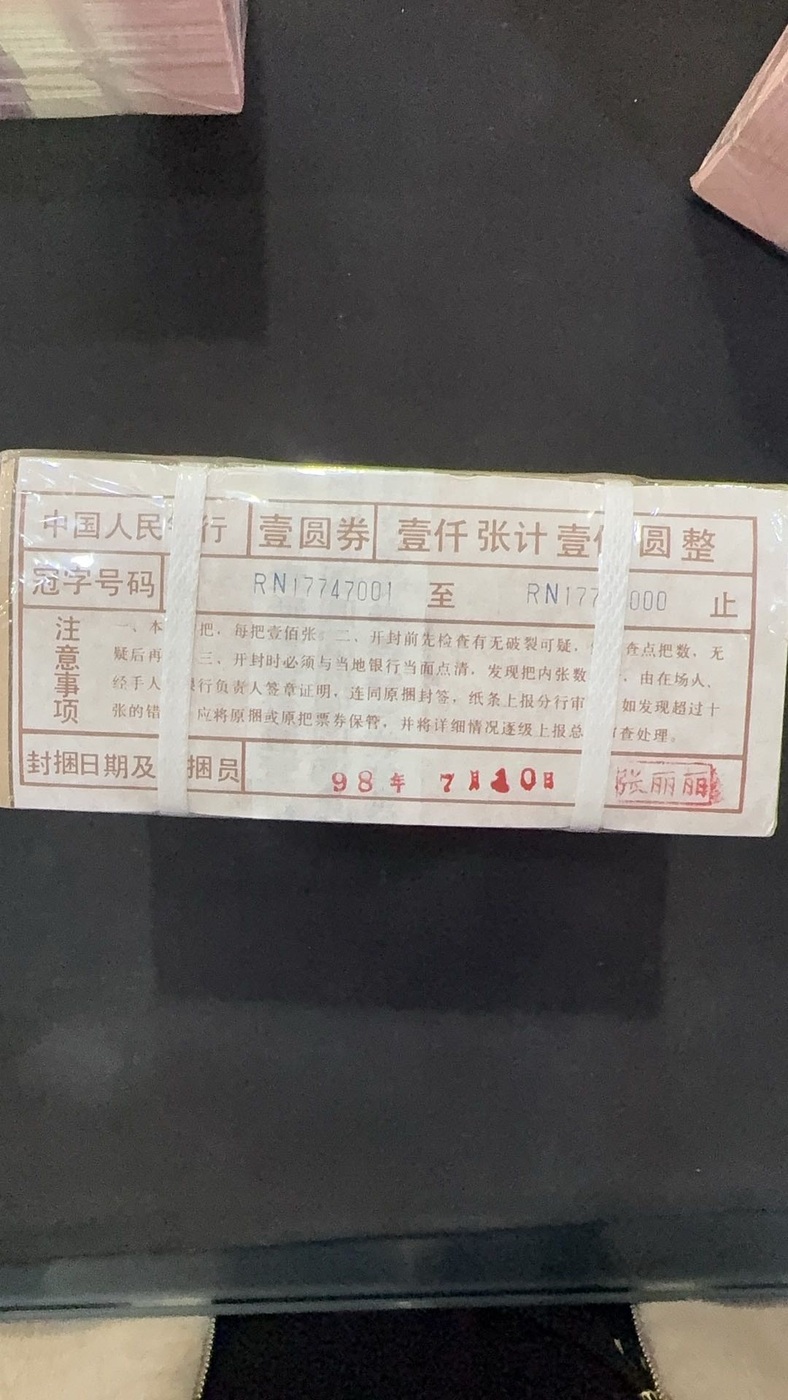 中国人民 行 壹圆券 壹仟张计壹 圆整
冠字号码 RN17747001 至 RN177 000 止
注意事项
一、本 把，每把壹佰张 二、开封前先检查有无破裂可疑， 查点把数，无
疑后再 三、开封时必须与当地银行当面点清，发现把内张数 ，由在场人、
经手人 行负责人签章证明，连同原捆封签，纸条上报分行审 如发现超过十
张的错 应将原捆或原把票券保管，并将详细情况逐级上报总 查处理。
封捆日期及 捆员 98年 7月 0日 张丽丽